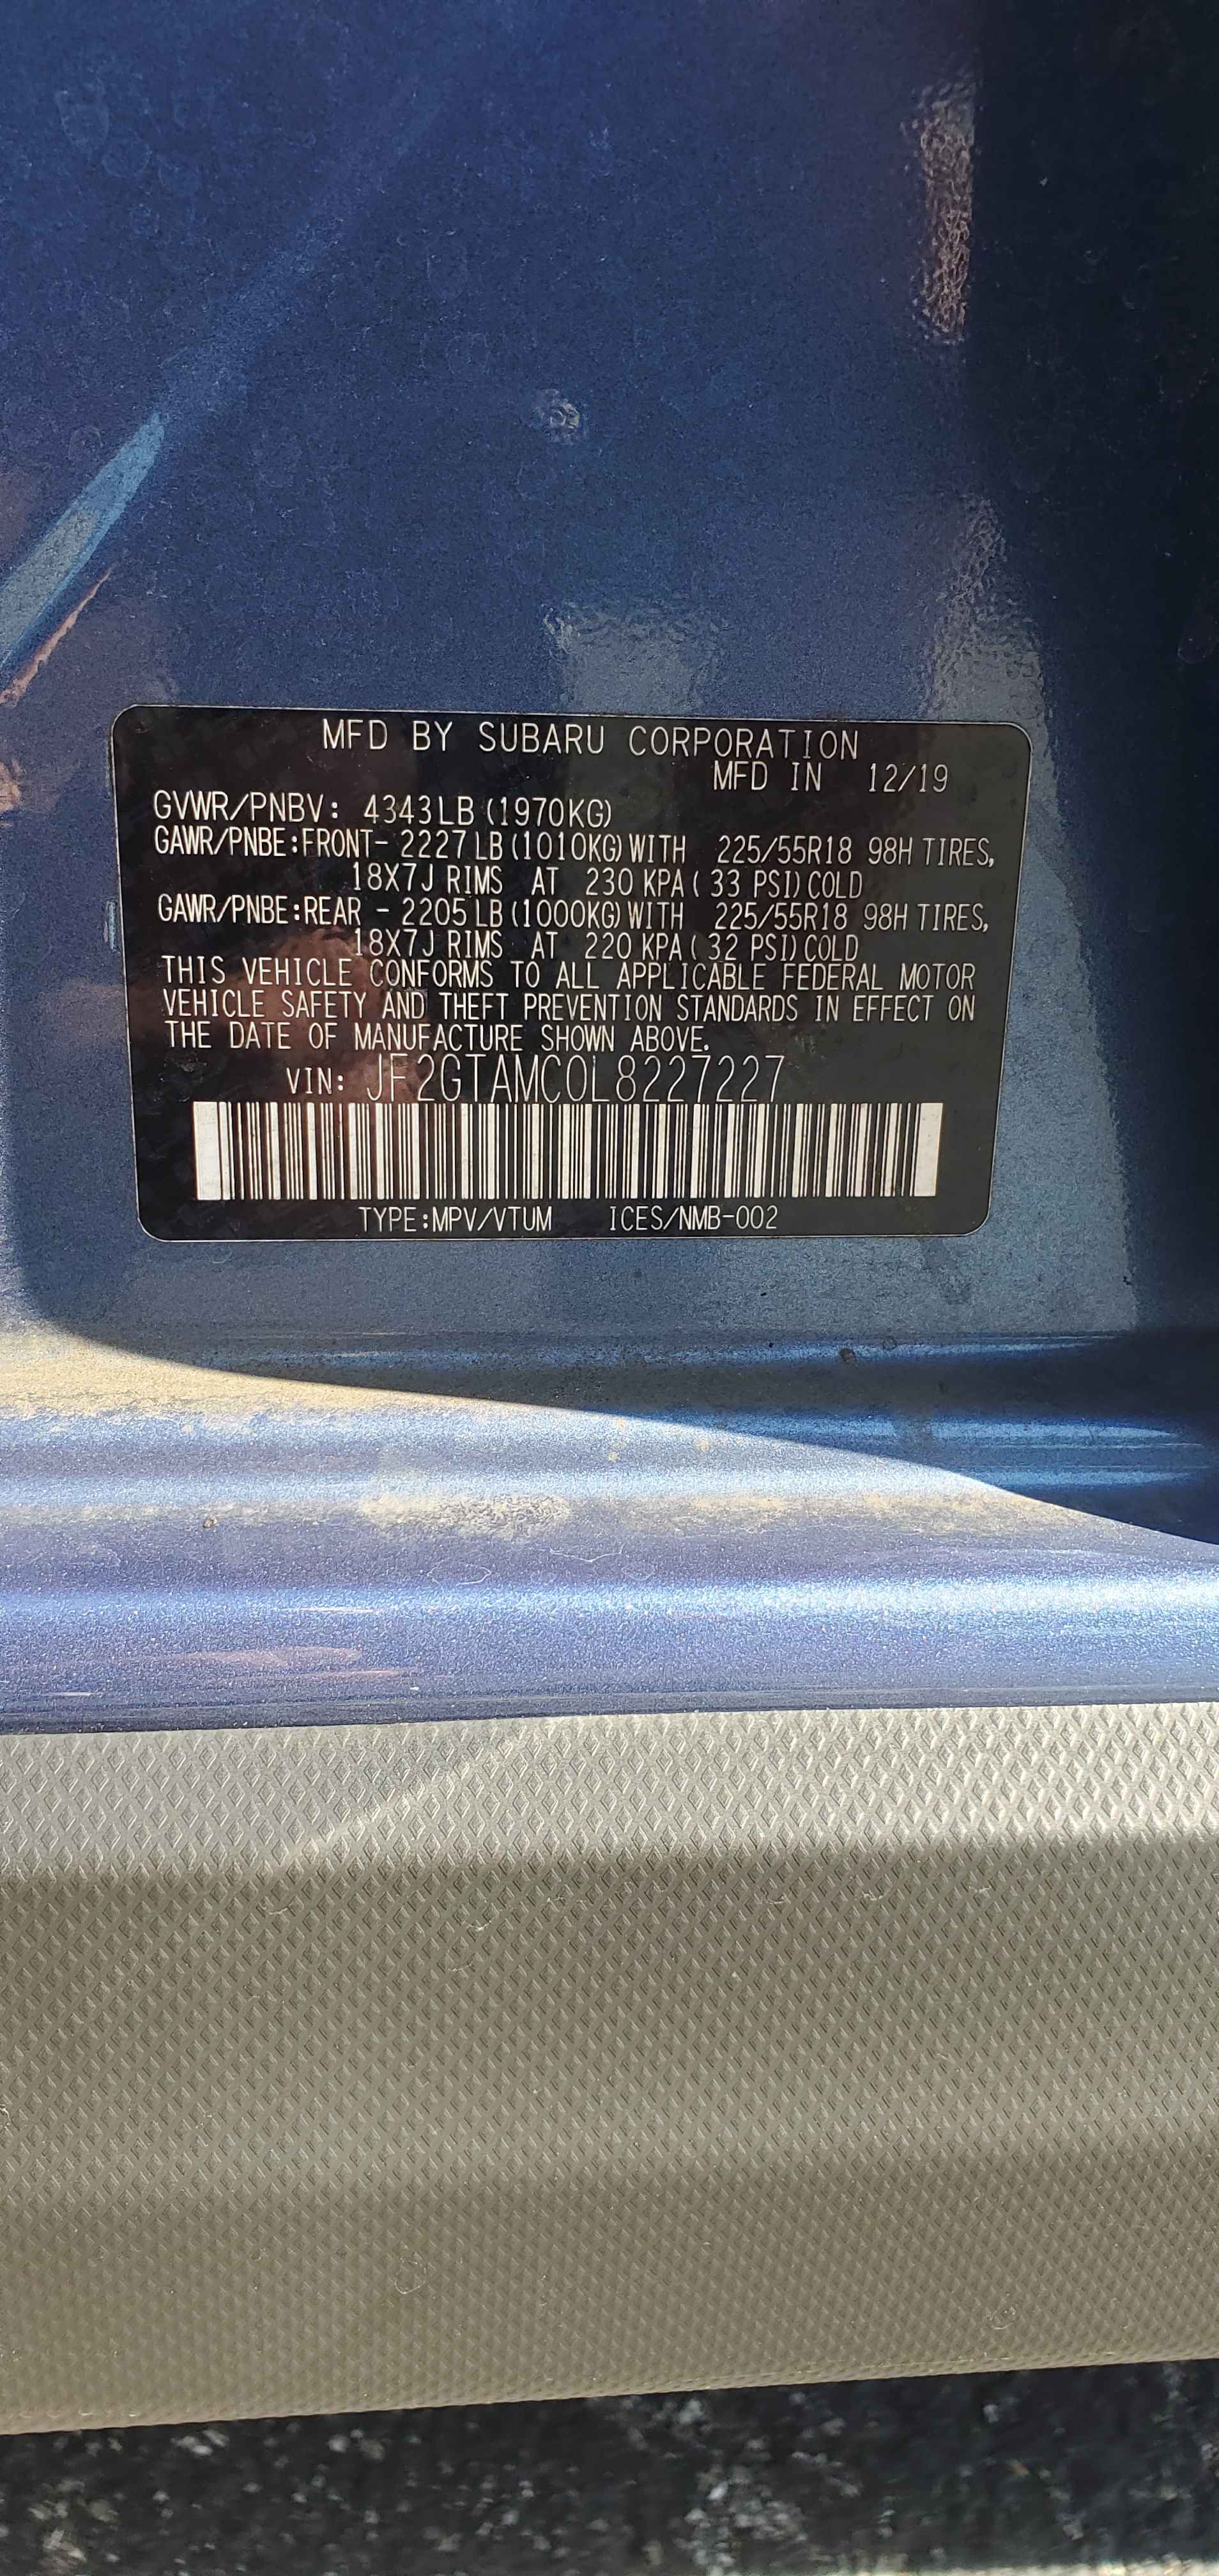 MFD BY SUBARU CORPORATION
MFD IN 12/19
GVWR/PNBV: 4343LB (1970KG)
GAWR/PNBE:FRONT- 2227LB (1010KG) WITH 225/55R18 98H TIRES,
18X7J RIMS AT 230 KPA ( 33 PSI) COLD
GAWR/PNBE:REAR - 2205LB (1000KG) WITH 225/55R18 98H TIRES,
18X7J RIMS AT 220 KPA ( 32 PSI) COLD
THIS VEHICLE CONFORMS TO ALL APPLICABLE FEDERAL MOTOR
VEHICLE SAFETY AND THEFT PREVENTION STANDARDS IN EFFECT ON
THE DATE OF MANUFACTURE SHOWN ABOVE.
VIN: JF2GTAMC0L8227227
TYPE:MPV/VTUM ICES/NMB-002